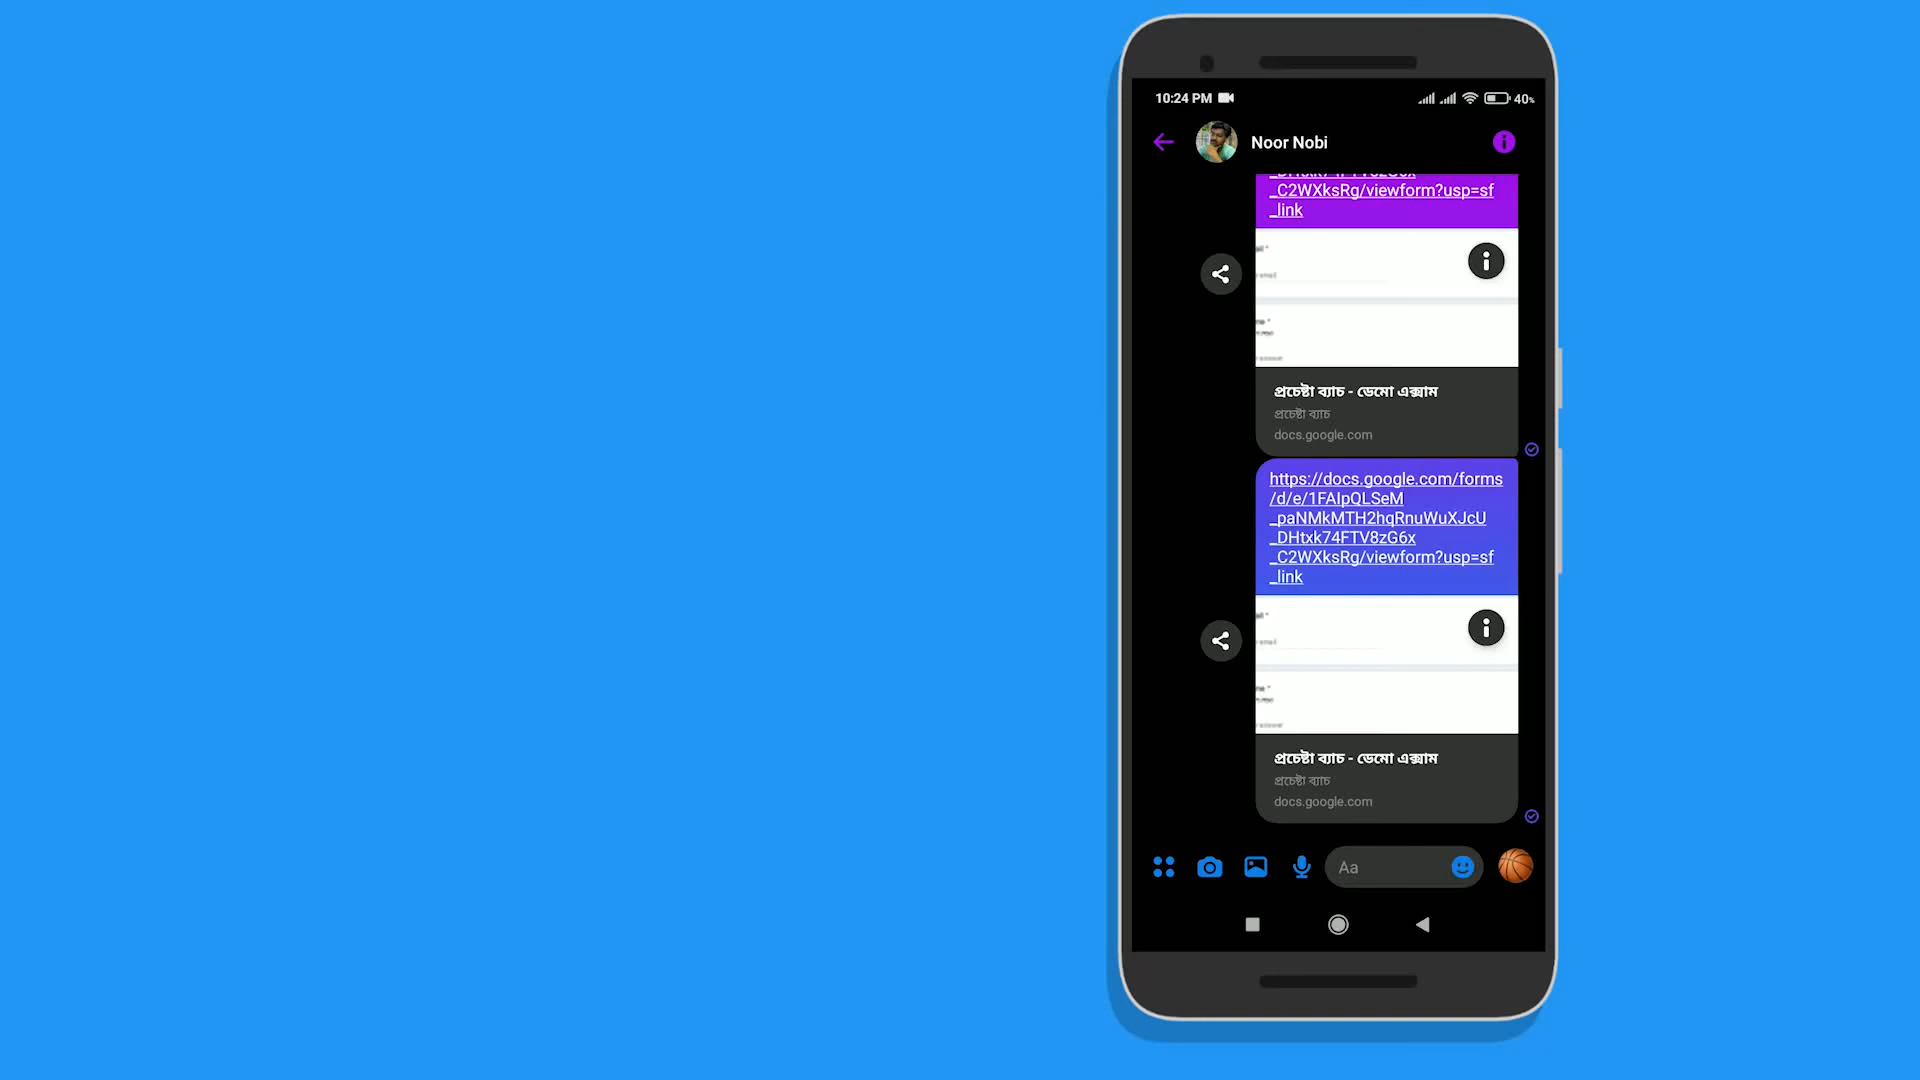 10:24 PM
40%
Noor Nobi
_C2WXksRg/viewform?usp=sf
_link
প্রচেষ্টা ব্যাচ - ডেমো এক্সাম
প্রচেষ্টা ব্যাচ
docs.google.com
https://docs.google.com/forms
/d/e/1FAIpQLSeM
_paNMkMTH2hqRnuWuXJcU
_DHtxk74FTV8zG6x
_C2WXksRg/viewform?usp=sf
_link
প্রচেষ্টা ব্যাচ - ডেমো এক্সাম
প্রচেষ্টা ব্যাচ
docs.google.com
Aa